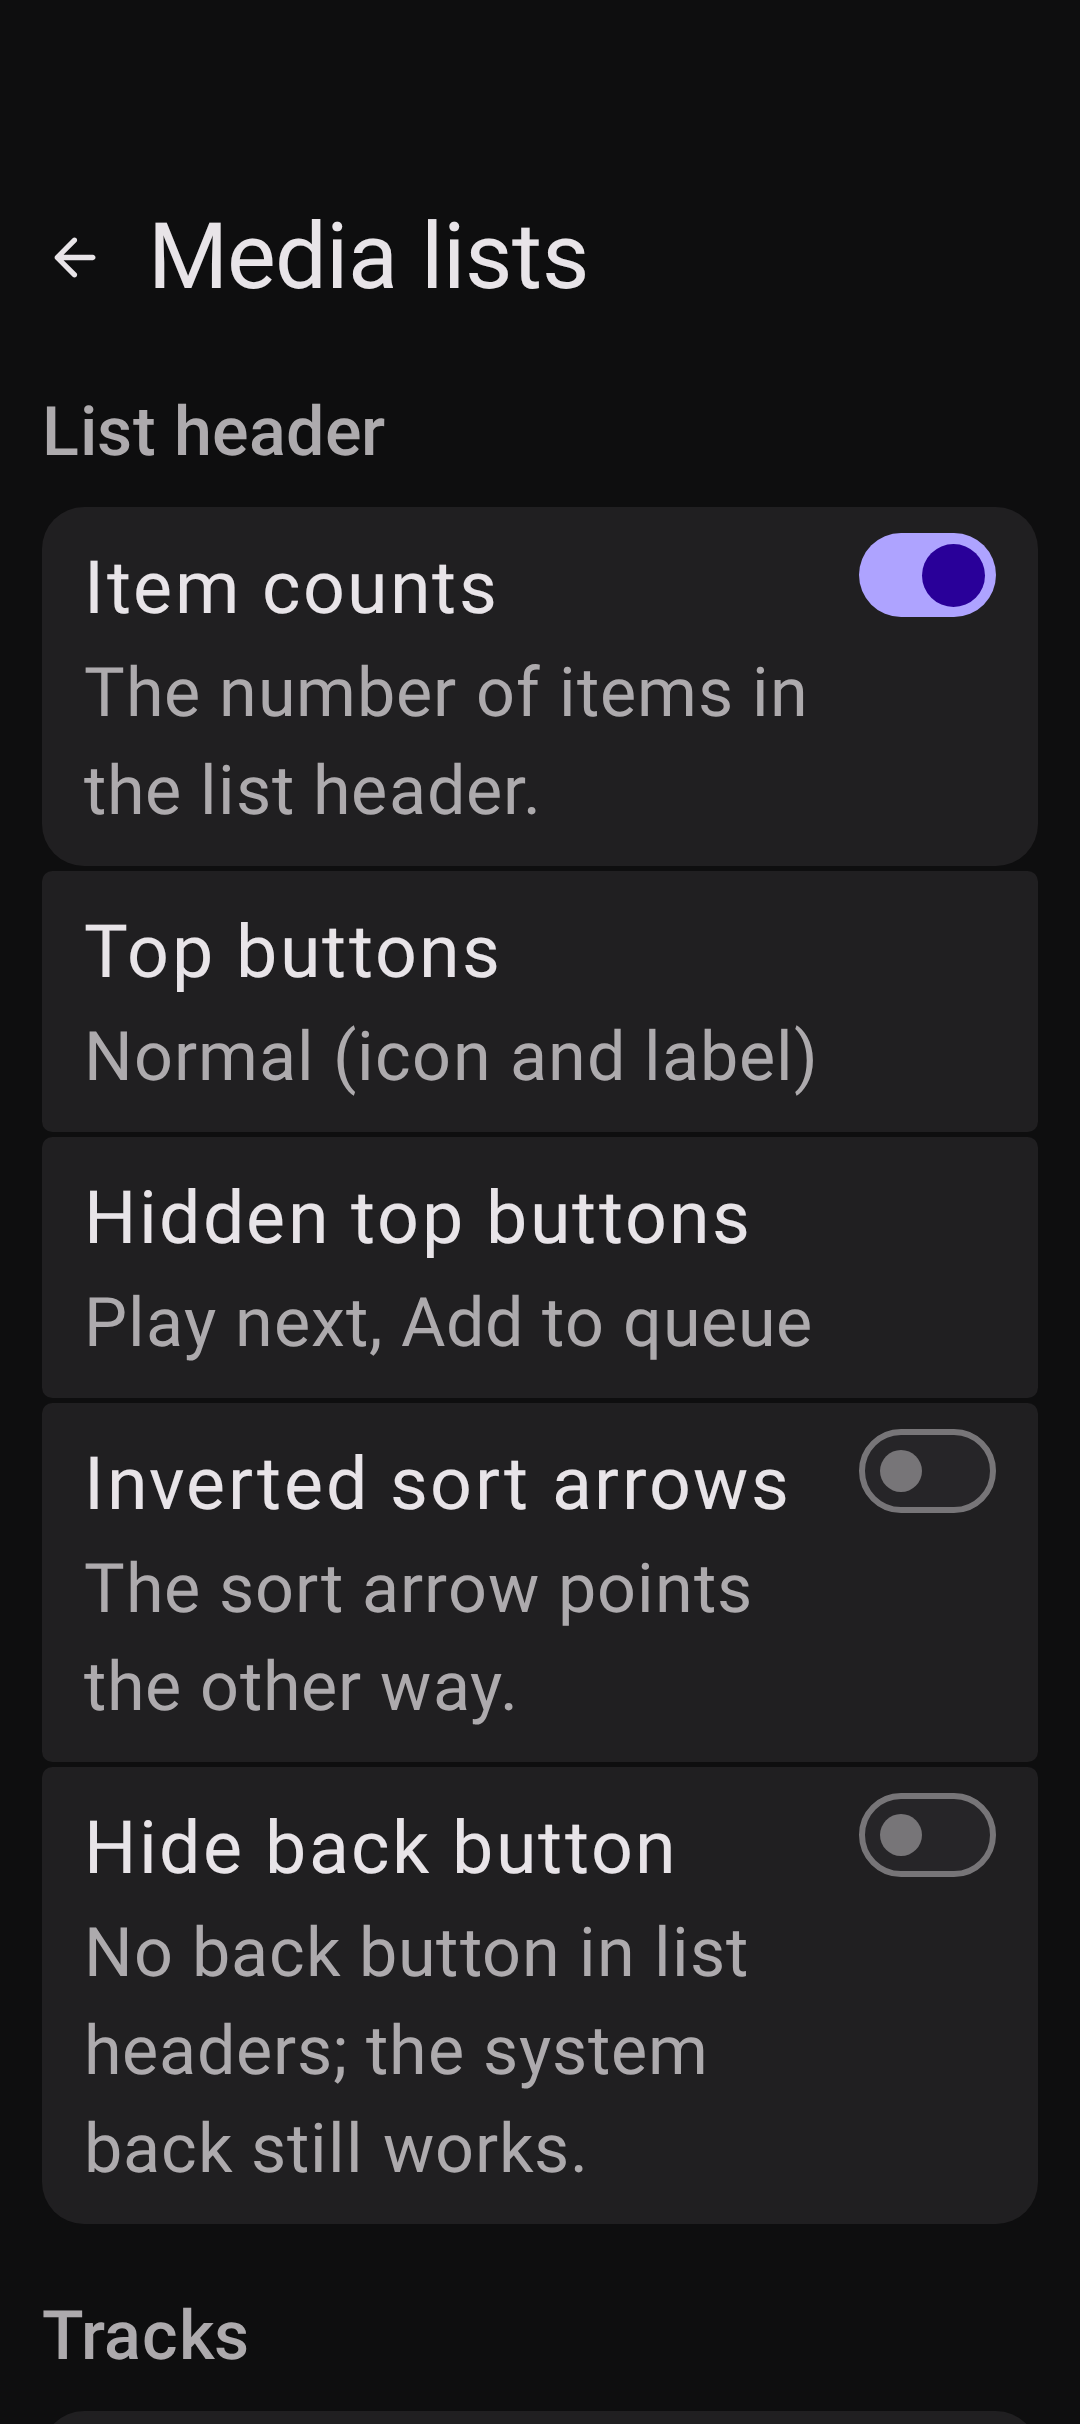 Media lists
List header
Item counts
The number of items in
the list header.
Top buttons
Normal (icon and label)
Hidden top buttons
Play next, Add to queue
Inverted sort arrows
The sort arrow points
the other way.
Hide back button
No back button in list
headers; the system
back still works.
Tracks